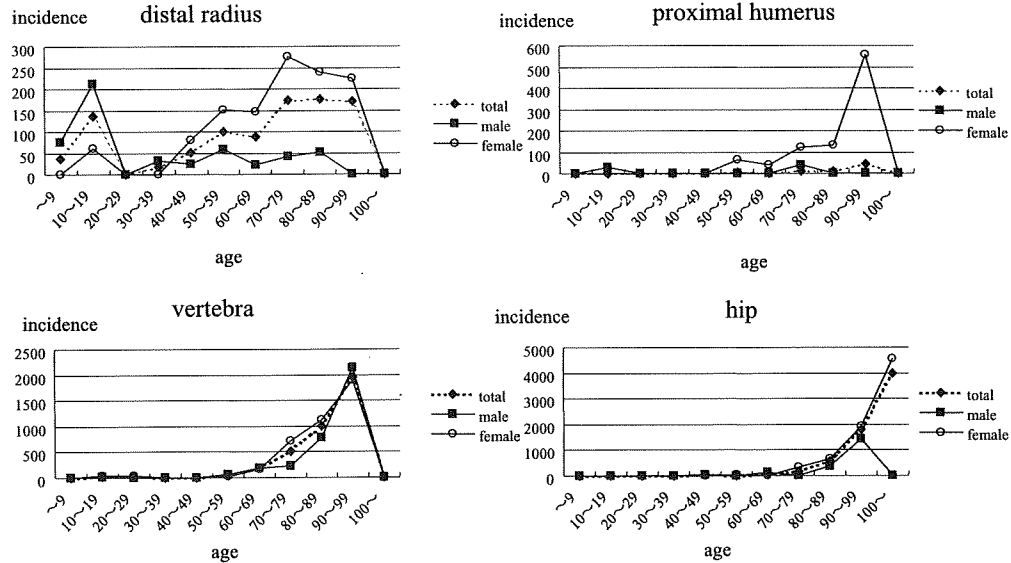 incidence
distal radius
300
250
200
150
100
50
0
~9
10~19
20~29
30~39
40~49
50~59
60~69
70~79
80~89
90~99
100~
age
total
male
female
incidence
proximal humerus
600
500
400
300
200
100
0
~9
10~19
20~29
30~39
40~49
50~59
60~69
70~79
80~89
90~99
100~
age
total
male
female
incidence
vertebra
2500
2000
1500
1000
500
0
~9
10~19
20~29
30~39
40~49
50~59
60~69
70~79
80~89
90~99
100~
age
total
male
female
incidence
hip
5000
4000
3000
2000
1000
0
~9
10~19
20~29
30~39
40~49
50~59
60~69
70~79
80~89
90~99
100~
age
total
male
female